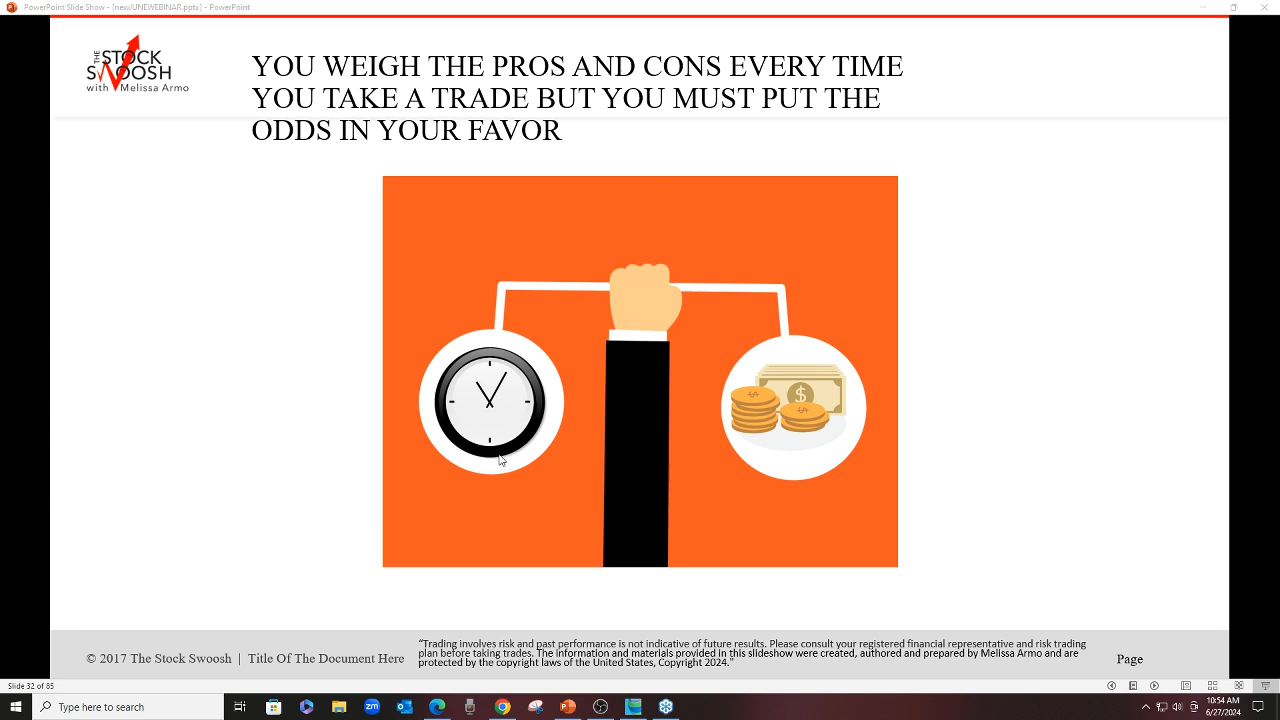 PowerPoint Slide Show - [newJUNEWEBINAR.pptx] - PowerPoint
THE STOCK
SWOOSH
with Melissa Armo
YOU WEIGH THE PROS AND CONS EVERY TIME
YOU TAKE A TRADE BUT YOU MUST PUT THE
ODDS IN YOUR FAVOR
$
$ $
© 2017 The Stock Swoosh | Title Of The Document Here
“Trading involves risk and past performance is not indicative of future results. Please consult your registered financial representative and risk trading
plan before taking trades. The information and materials provided in this slideshow were created, authored and prepared by Melissa Armo and are
protected by the copyright laws of the United States, Copyright 2024."
Page
Slide 32 of 85
Type here to search
zm
10:54 AM
6/27/2024